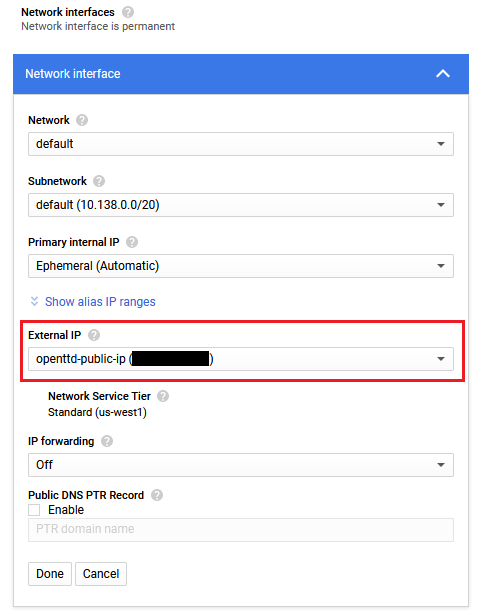 Network interfaces
Network interface is permanent
Network interface
Network
default
Subnetwork
default (10.138.0.0/20)
Primary internal IP
Ephemeral (Automatic)
Show alias IP ranges
External IP
openttd-public-ip ( )
Network Service Tier
Standard (us-west1)
IP forwarding
Off
Public DNS PTR Record
Enable
PTR domain name
Done Cancel